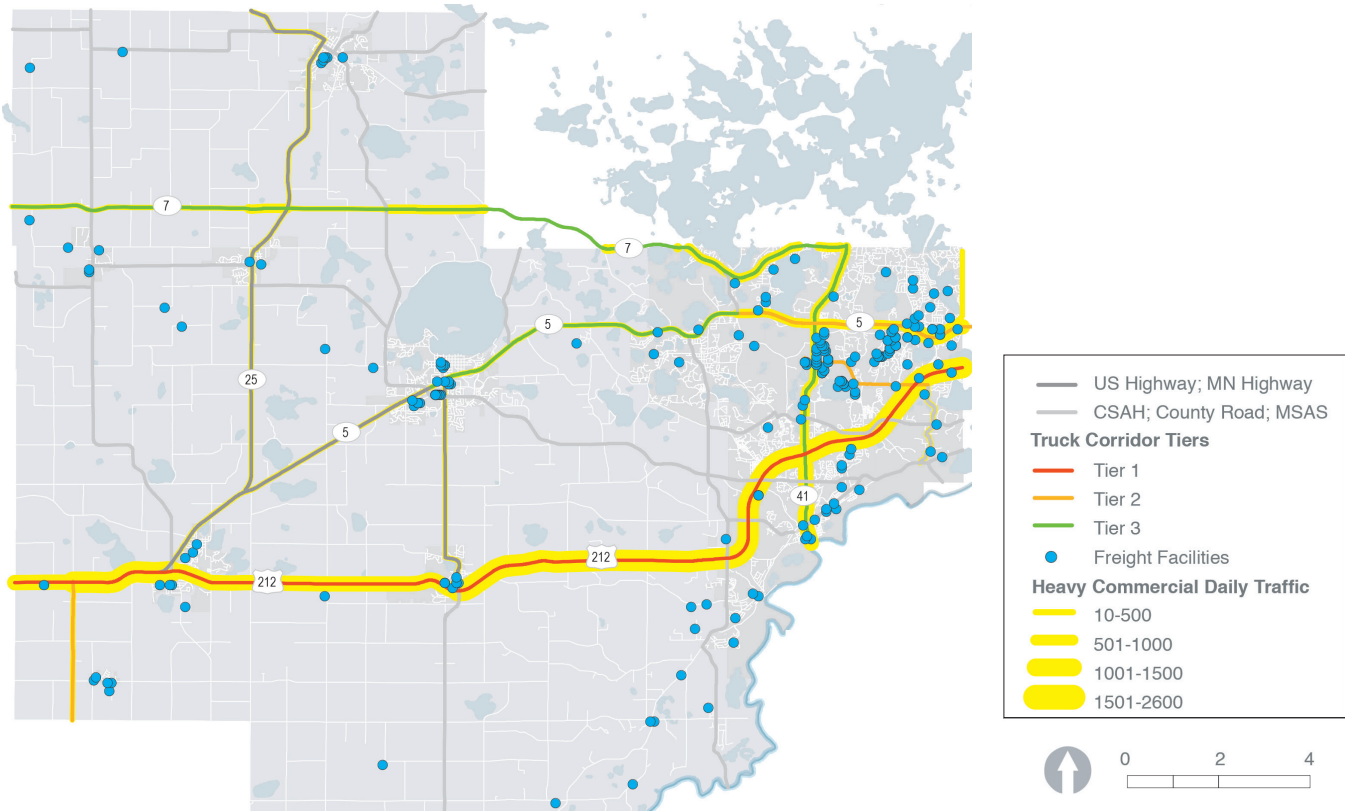 7
7
5
5
25
5
41
212
212
US Highway; MN Highway
CSAH; County Road; MSAS
Truck Corridor Tiers
Tier 1
Tier 2
Tier 3
Freight Facilities
Heavy Commercial Daily Traffic
10-500
501-1000
1001-1500
1501-2600
0 2 4